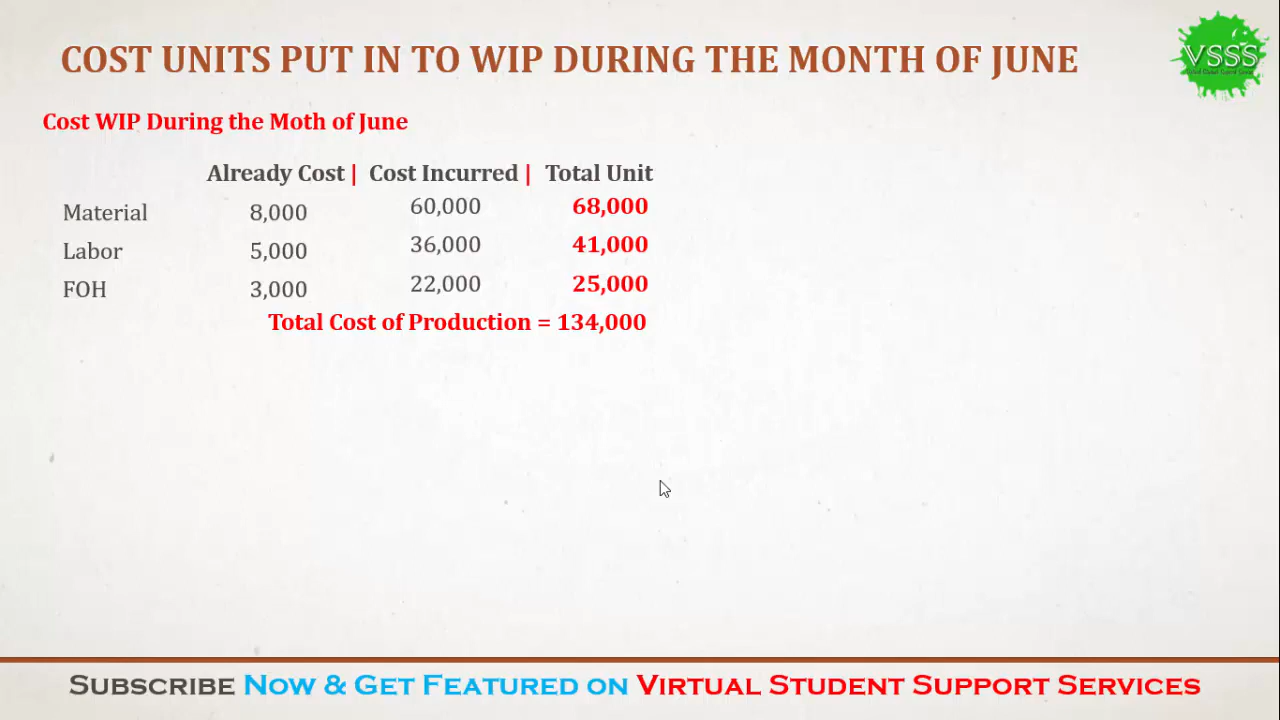 COST UNITS PUT IN TO WIP DURING THE MONTH OF JUNE
VSSS
Cost WIP During the Moth of June
Already Cost | Cost Incurred | Total Unit
Material 8,000 60,000 68,000
Labor 5,000 36,000 41,000
FOH 3,000 22,000 25,000
Total Cost of Production = 134,000
SUBSCRIBE NOW & GET FEATURED ON VIRTUAL STUDENT SUPPORT SERVICES